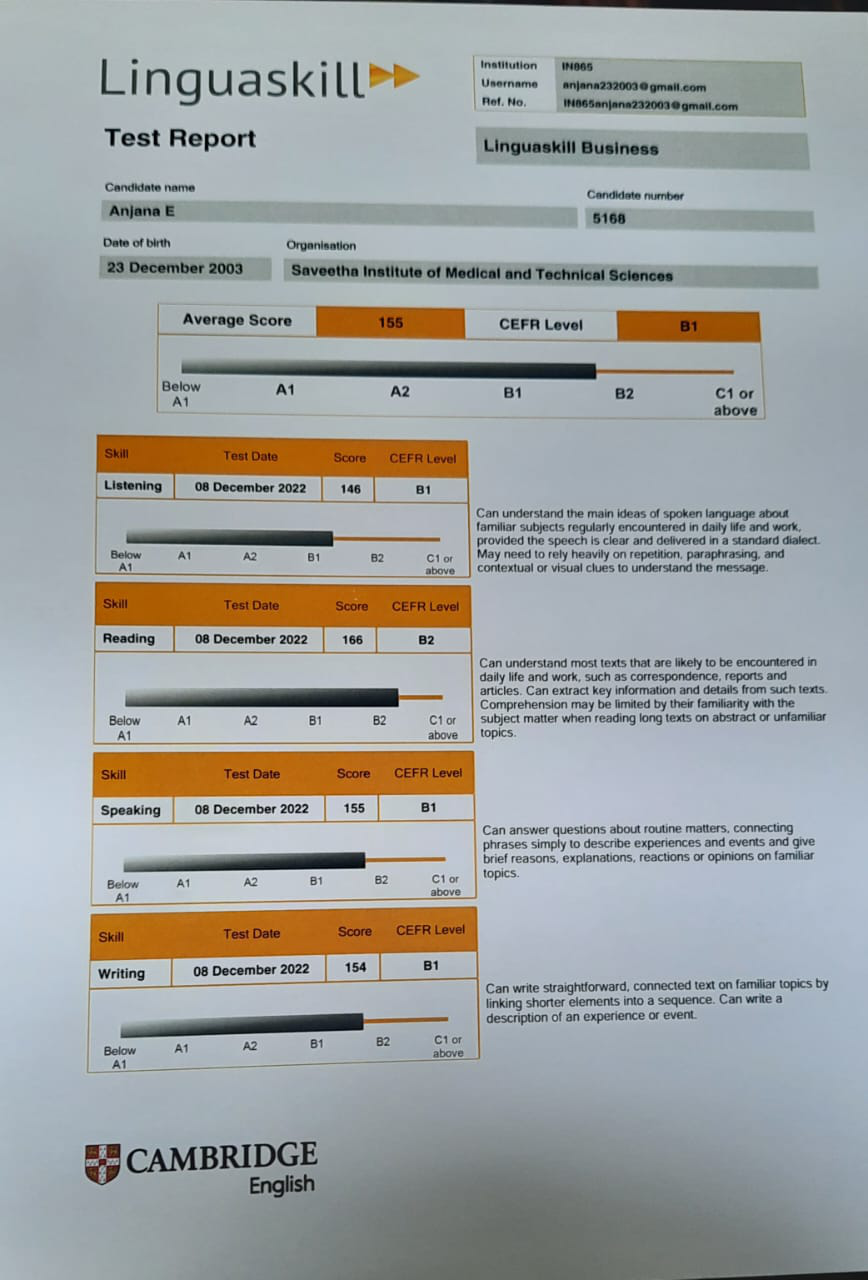 Linguaskill
Institution IN865
Username anjana232003@gmail.com
Ref. No. IN865anjana232003@gmail.com
Test Report
Linguaskill Business
Candidate name
Candidate number
Anjana E
5168
Date of birth
Organisation
23 December 2003
Saveetha Institute of Medical and Technical Sciences
Average Score 155 CEFR Level B1
Below A1 A1 A2 B1 B2 C1 or above
Skill Test Date Score CEFR Level
Listening 08 December 2022 146 B1
Below A1 A1 A2 B1 B2 C1 or above
Can understand the main ideas of spoken language about
familiar subjects regularly encountered in daily life and work,
provided the speech is clear and delivered in a standard dialect.
May need to rely heavily on repetition, paraphrasing, and
contextual or visual clues to understand the message.
Skill Test Date Score CEFR Level
Reading 08 December 2022 166 B2
Below A1 A1 A2 B1 B2 C1 or above
Can understand most texts that are likely to be encountered in
daily life and work, such as correspondence, reports and
articles. Can extract key information and details from such texts.
Comprehension may be limited by their familiarity with the
subject matter when reading long texts on abstract or unfamiliar
topics.
Skill Test Date Score CEFR Level
Speaking 08 December 2022 155 B1
Below A1 A1 A2 B1 B2 C1 or above
Can answer questions about routine matters, connecting
phrases simply to describe experiences and events and give
brief reasons, explanations, reactions or opinions on familiar
topics.
Skill Test Date Score CEFR Level
Writing 08 December 2022 154 B1
Below A1 A1 A2 B1 B2 C1 or above
Can write straightforward, connected text on familiar topics by
linking shorter elements into a sequence. Can write a
description of an experience or event.
CAMBRIDGE
English